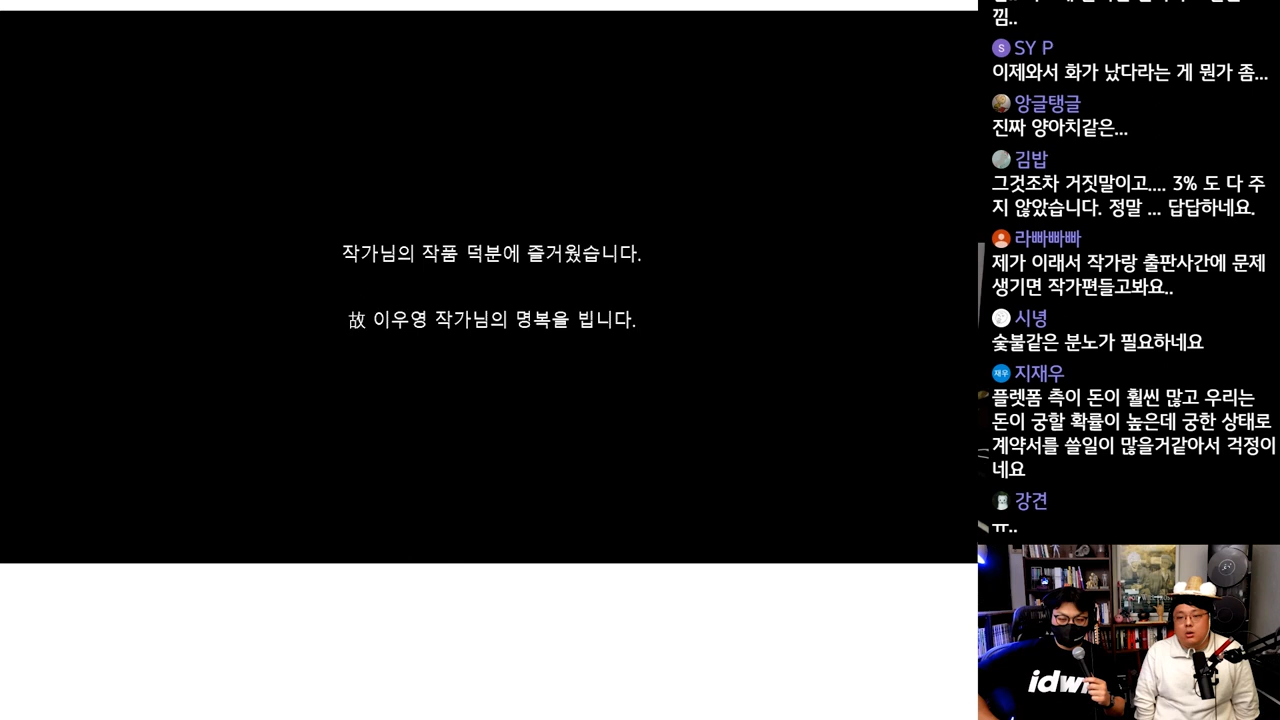 작가님의 작품 덕분에 즐거웠습니다.
故 이우영 작가님의 명복을 빕니다.
낌..
S SY P
이제와서 화가 났다라는 게 뭔가 좀...
앙글탱글
진짜 양아치같은...
김밥
그것조차 거짓말이고.... 3% 도 다 주
지 않았습니다. 정말 ... 답답하네요.
라빠빠빠
제가 이래서 작가랑 출판사간에 문제
생기면 작가편들고봐요..
시녕
숯불같은 분노가 필요하네요
재우 지재우
플렛폼 측이 돈이 훨씬 많고 우리는
돈이 궁할 확률이 높은데 궁한 상태로
계약서를 쓸일이 많을거같아서 걱정이
네요
강견
ㅠ..
idw